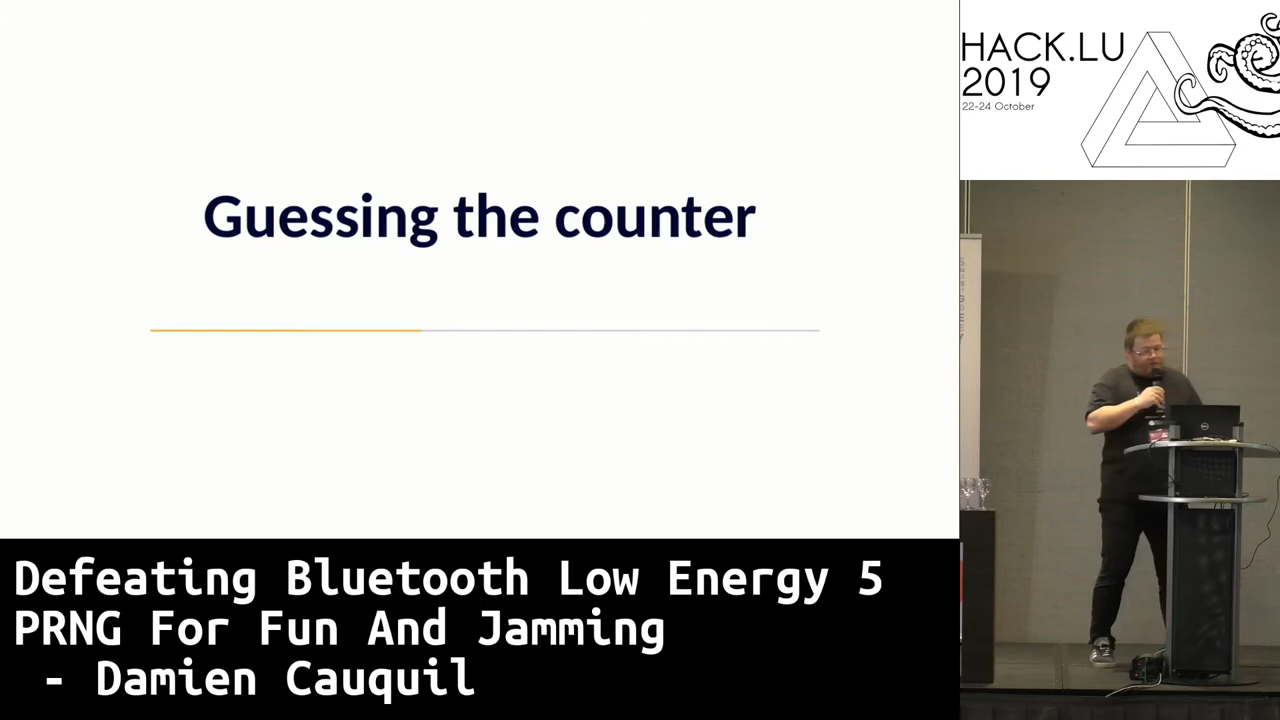 Guessing the counter
HACK.LU
2019
22-24 October
Defeating Bluetooth Low Energy 5
PRNG For Fun And Jamming
- Damien Cauquil